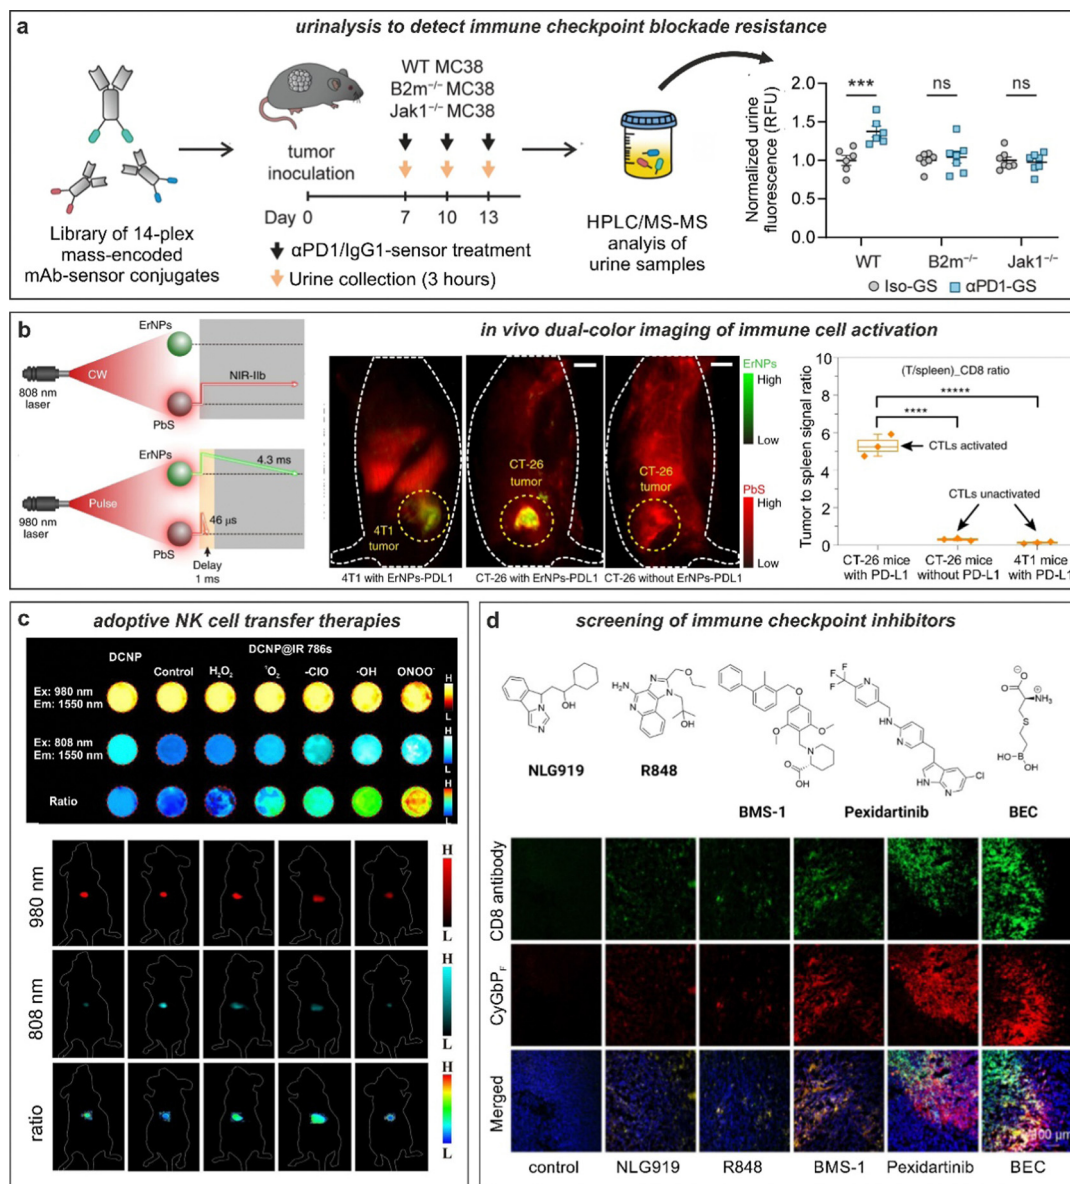 a
urinalysis to detect immune checkpoint blockade resistance
Library of 14-plex
mass-encoded
mAb-sensor conjugates
WT MC38
B2m⁻/⁻ MC38
Jak1⁻/⁻ MC38
tumor
inoculation
Day 0 7 10 13
αPD1/IgG1-sensor treatment
Urine collection (3 hours)
HPLC/MS-MS
analyis of
urine samples
Normalized urine
fluorescence (RFU)
2.0
1.5
1.0
0.5
0.0
*** ns ns
WT B2m⁻/⁻ Jak1⁻/⁻
Iso-GS αPD1-GS
b
in vivo dual-color imaging of immune cell activation
ErNPs
CW
808 nm
laser
NIR-IIb
PbS
ErNPs
4.3 ms
Pulse
980 nm
laser
46 µs
PbS
Delay
1 ms
4T1
tumor
CT-26
tumor
CT-26
tumor
4T1 with ErNPs-PDL1
CT-26 with ErNPs-PDL1
CT-26 without ErNPs-PDL1
ErNPs
High
Low
PbS
High
Low
Tumor to spleen signal ratio
10
8
6
4
2
0
(T/spleen)_CD8 ratio
*****
****
CTLs activated
CTLs unactivated
CT-26 mice
with PD-L1
CT-26 mice
without PD-L1
4T1 mice
with PD-L1
c
adoptive NK cell transfer therapies
DCNP
DCNP@IR 786s
Control H₂O₂ ¹O₂ -ClO ·OH ONOO⁻
Ex: 980 nm
Em: 1550 nm
H
L
Ex: 808 nm
Em: 1550 nm
H
L
Ratio
H
L
980 nm
H
L
808 nm
H
L
ratio
H
L
d
screening of immune checkpoint inhibitors
NLG919
R848
BMS-1
Pexidartinib
BEC
CD8 antibody
CyGbP_F
Merged
100 µm
control NLG919 R848 BMS-1 Pexidartinib BEC